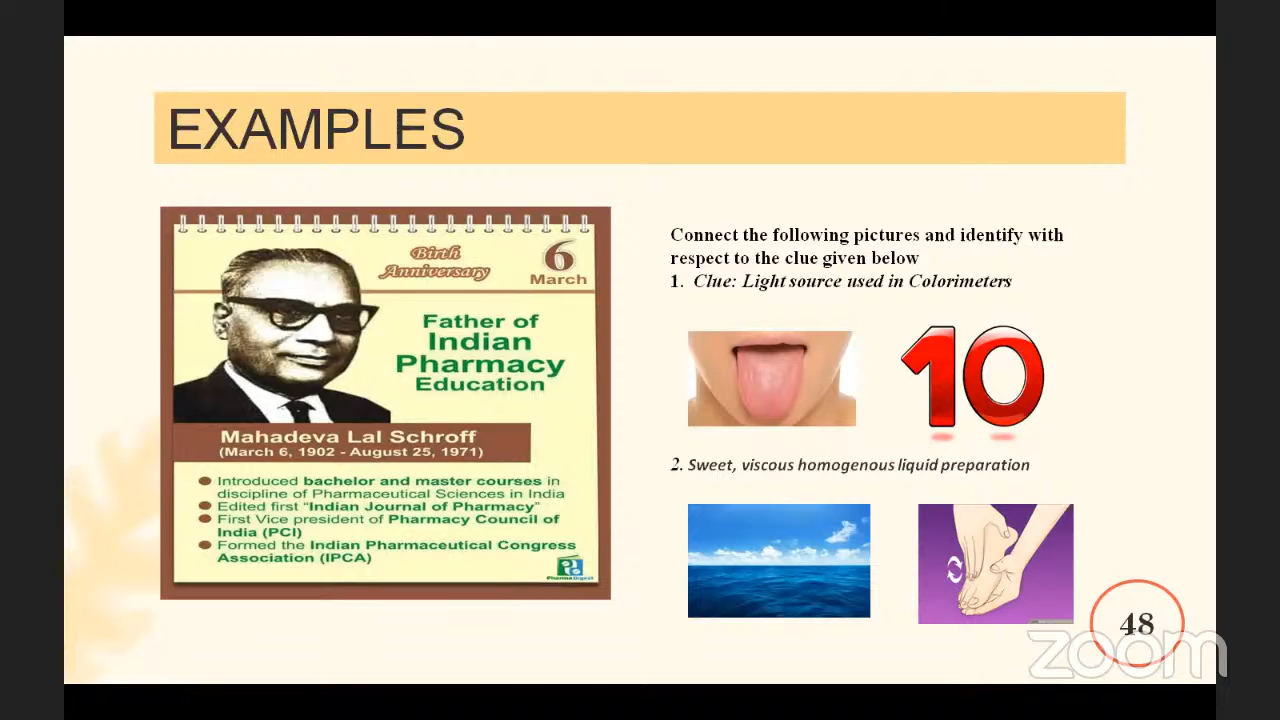 EXAMPLES
Birth
Anniversary
6
March
Father of
Indian
Pharmacy
Education
Mahadeva Lal Schroff
(March 6, 1902 - August 25, 1971)
Introduced bachelor and master courses in
discipline of Pharmaceutical Sciences in India
Edited first “Indian Journal of Pharmacy”
First Vice president of Pharmacy Council of
India (PCI)
Formed the Indian Pharmaceutical Congress
Association (IPCA)
Pharma Digest
Connect the following pictures and identify with
respect to the clue given below
1. Clue: Light source used in Colorimeters
10
2. Sweet, viscous homogenous liquid preparation
48
zoom